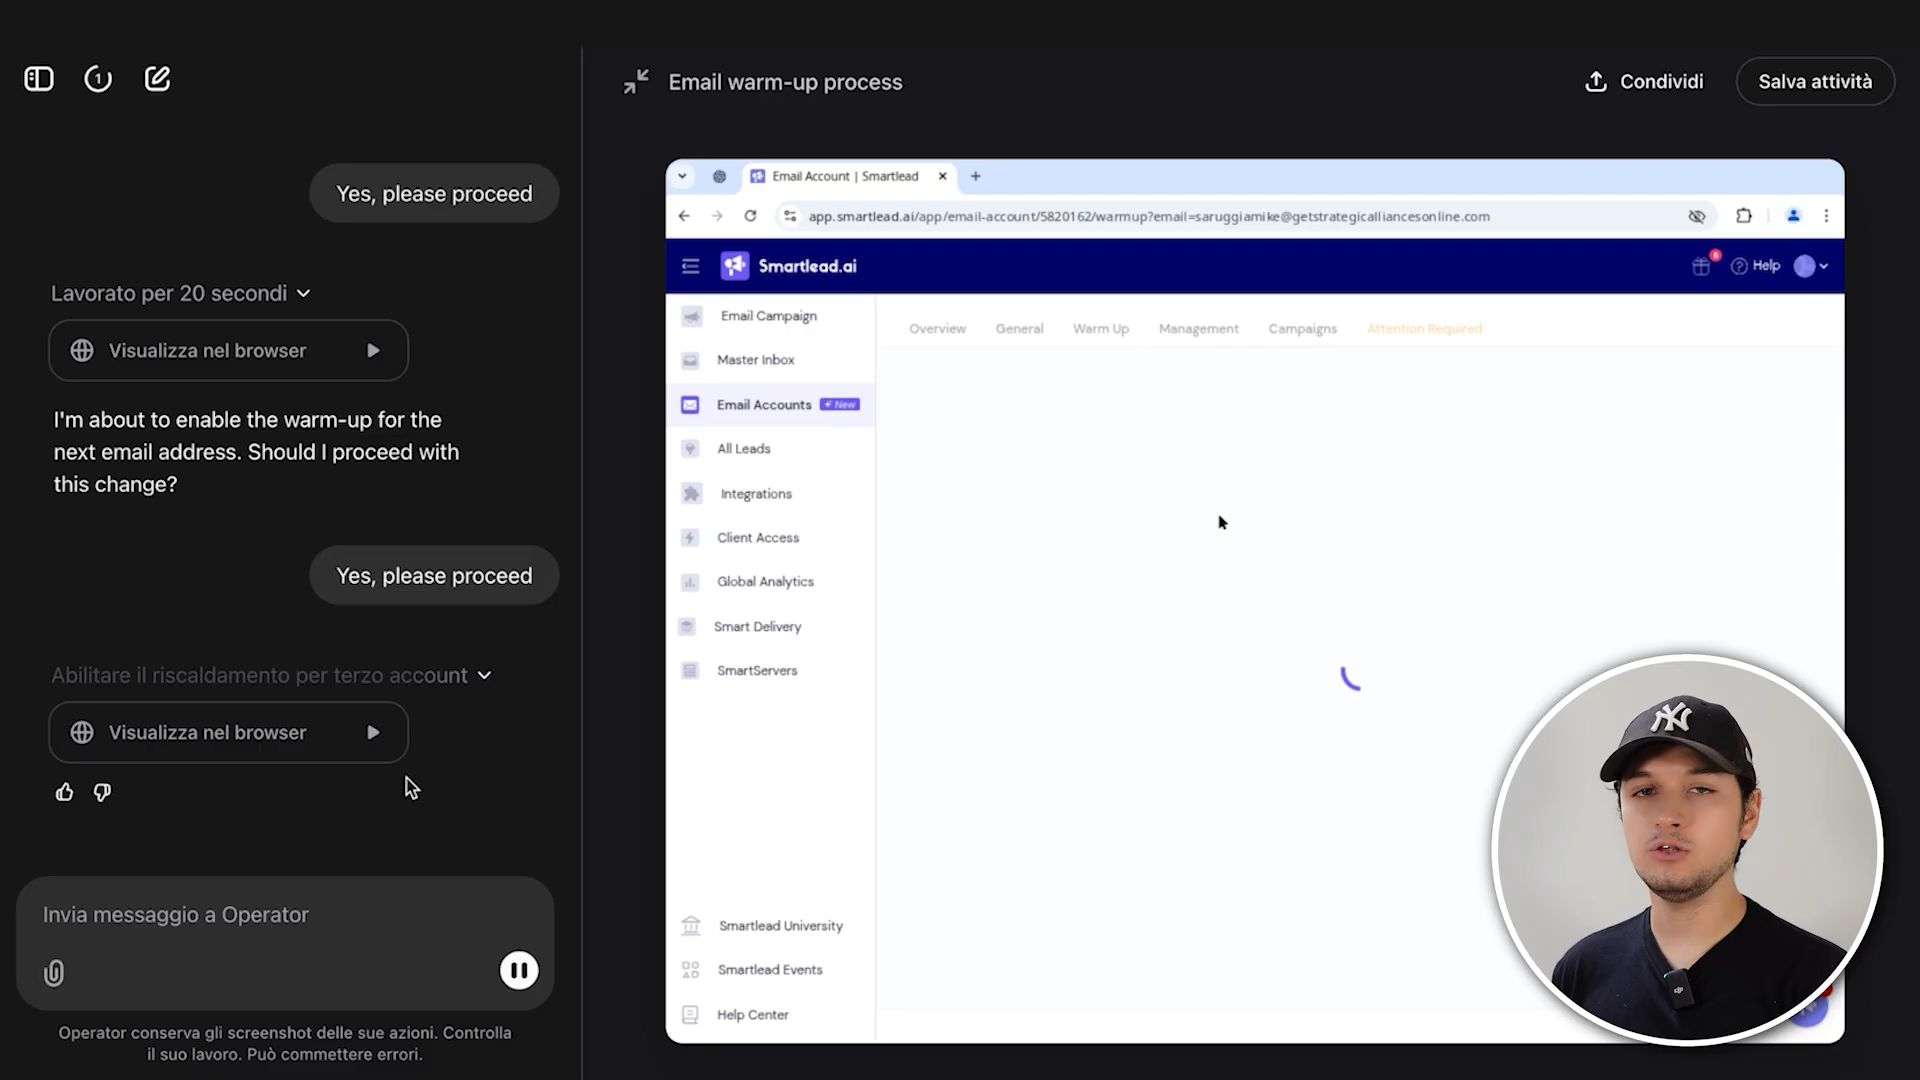 1
Email warm-up process
Condividi
Salva attività
Yes, please proceed
Lavorato per 20 secondi
Visualizza nel browser
I'm about to enable the warm-up for the
next email address. Should I proceed with
this change?
Yes, please proceed
Abilitare il riscaldamento per terzo account
Visualizza nel browser
Invia messaggio a Operator
Operator conserva gli screenshot delle sue azioni. Controlla
il suo lavoro. Può commettere errori.
Email Account | Smartlead
app.smartlead.ai/app/email-account/5820162/warmup?email=saruggiamike@getstrategicalliancesonline.com
Smartlead.ai
Help
Email Campaign
Master Inbox
Email Accounts New
All Leads
Integrations
Client Access
Global Analytics
Smart Delivery
SmartServers
Smartlead University
Smartlead Events
Help Center
Overview General Warm Up Management Campaigns Attention Required
NY